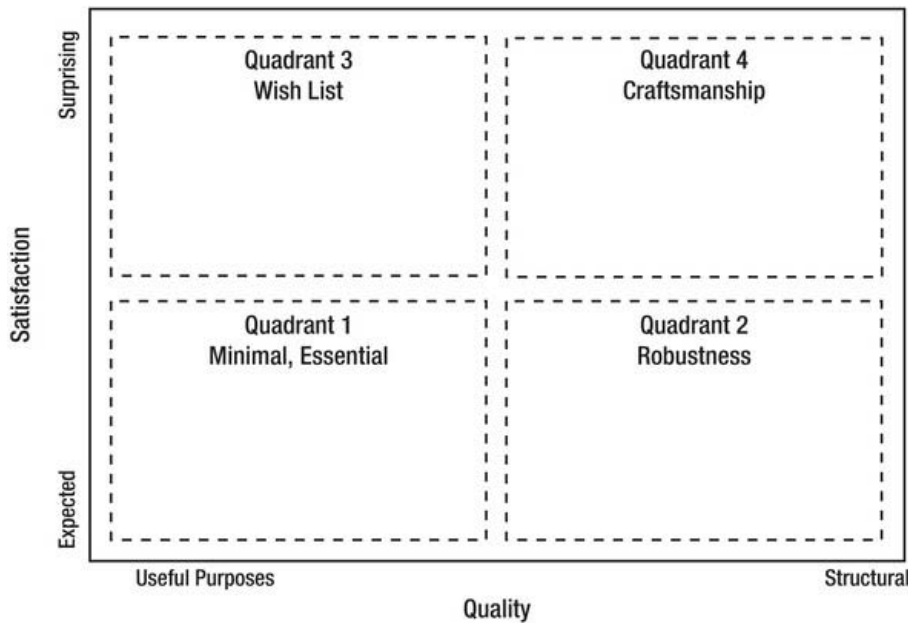 Surprising
Quadrant 3
Wish List
Quadrant 4
Craftsmanship
Satisfaction
Quadrant 1
Minimal, Essential
Quadrant 2
Robustness
Expected
Useful Purposes
Structural
Quality